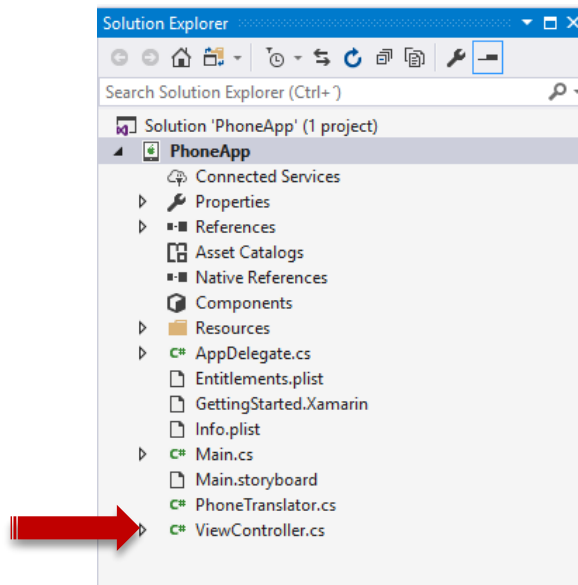 Solution Explorer
Search Solution Explorer (Ctrl+´)
Solution 'PhoneApp' (1 project)
PhoneApp
Connected Services
Properties
References
Asset Catalogs
Native References
Components
Resources
C# AppDelegate.cs
Entitlements.plist
GettingStarted.Xamarin
Info.plist
C# Main.cs
Main.storyboard
C# PhoneTranslator.cs
C# ViewController.cs